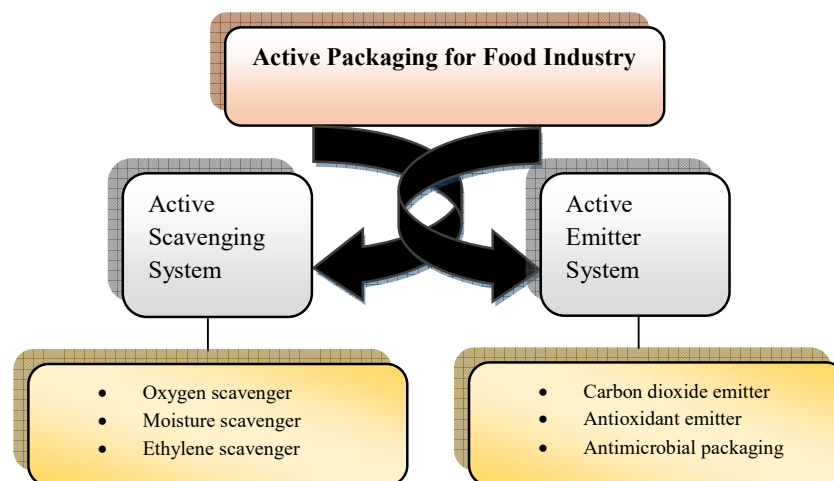 Active Packaging for Food Industry
Active
Scavenging
System
Active
Emitter
System
• Oxygen scavenger
• Moisture scavenger
• Ethylene scavenger
• Carbon dioxide emitter
• Antioxidant emitter
• Antimicrobial packaging